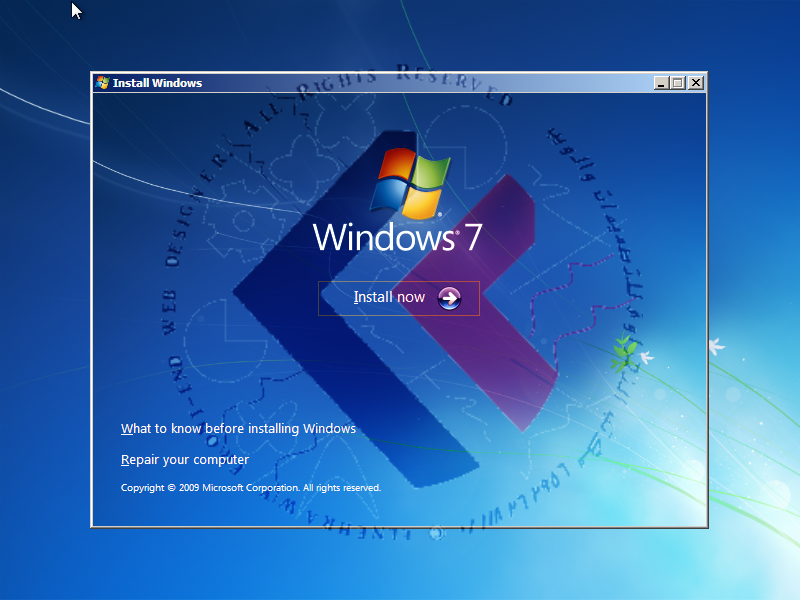 Install Windows
ALL RIGHTS RESERVED
WEB DESIGNER
Windows® 7
Install now
What to know before installing Windows
Repair your computer
Copyright © 2009 Microsoft Corporation. All rights reserved.